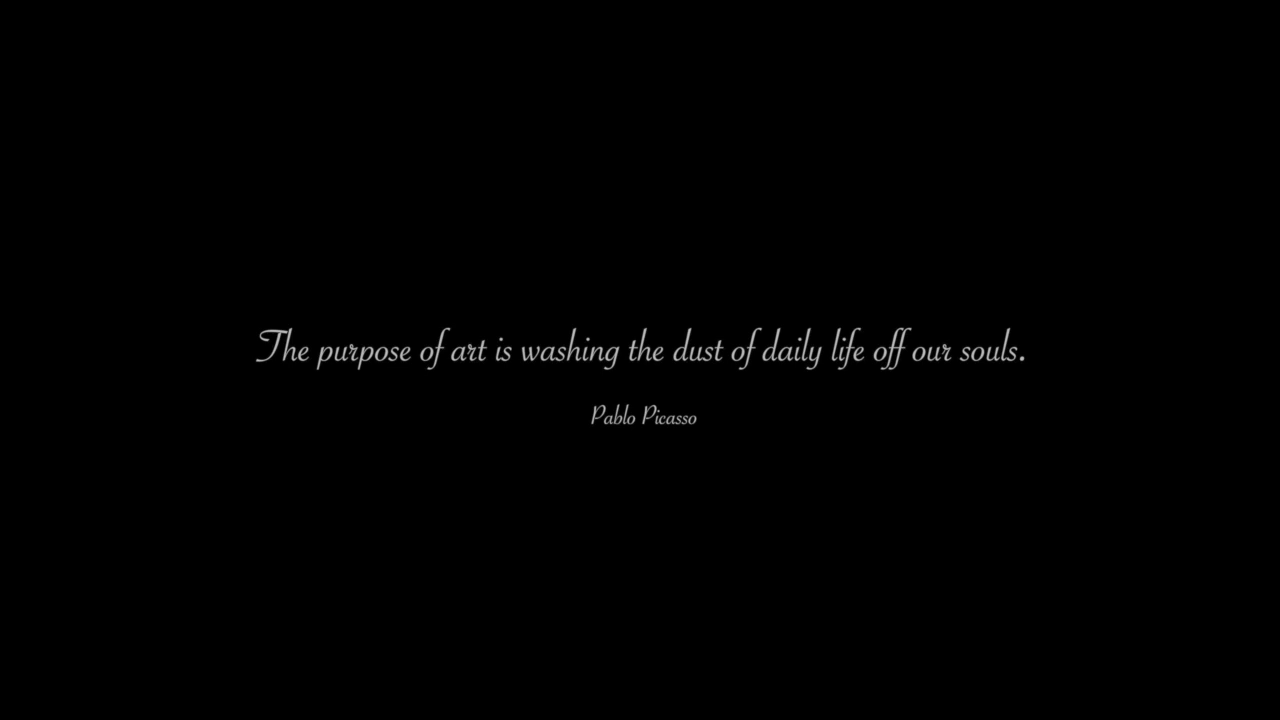 The purpose of art is washing the dust of daily life off our souls.
Pablo Picasso